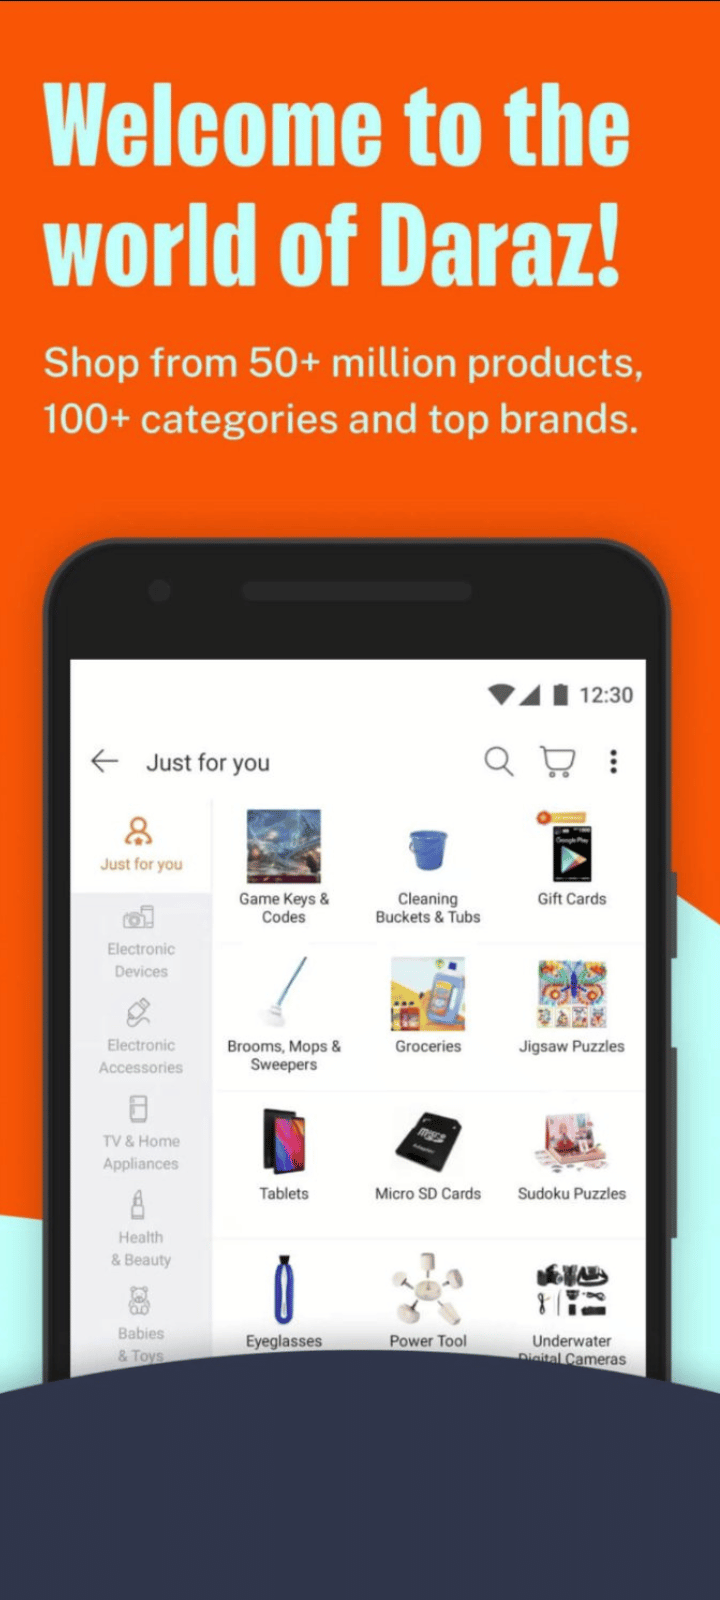 Welcome to the
world of Daraz!
Shop from 50+ million products,
100+ categories and top brands.
12:30
Just for you
Just for you
Electronic
Devices
Electronic
Accessories
TV & Home
Appliances
Health
& Beauty
Babies
& Toys
Game Keys &
Codes
Cleaning
Buckets & Tubs
Google Play
Gift Cards
Brooms, Mops &
Sweepers
Groceries
Jigsaw Puzzles
Tablets
Micro SD Cards
Sudoku Puzzles
Eyeglasses
Power Tool
Underwater
Digital Cameras